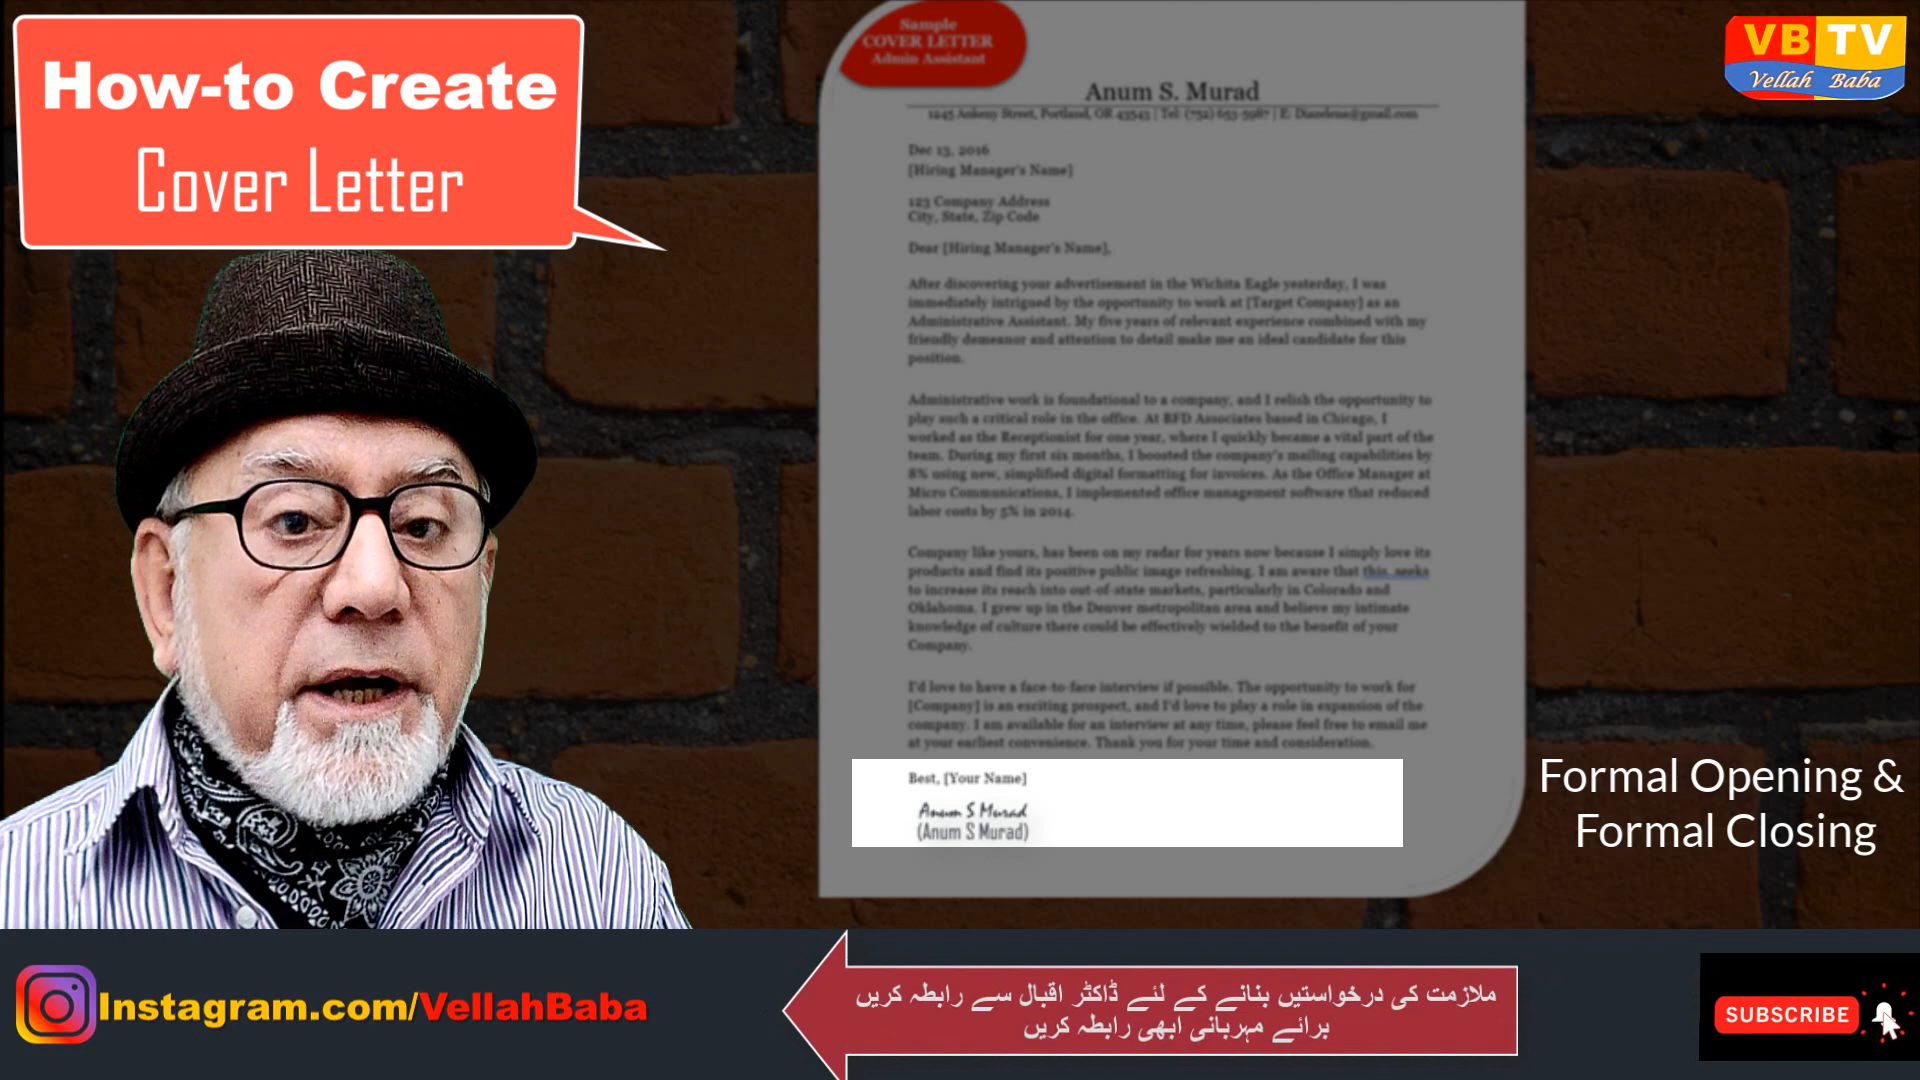 How-to Create
Cover Letter
Sample
COVER LETTER
Admin Assistant
Anum S. Murad
1245 Ankeny Street, Portland, OR 43543 | Tel: (752) 653-5987 | E: Dianelena@gmail.com
Dec 13, 2016
[Hiring Manager's Name]
123 Company Address
City, State, Zip Code
Dear [Hiring Manager's Name],
After discovering your advertisement in the Wichita Eagle yesterday, I was
immediately intrigued by the opportunity to work at [Target Company] as an
Administrative Assistant. My five years of relevant experience combined with my
friendly demeanor and attention to detail make me an ideal candidate for this
position.
Administrative work is foundational to a company, and I relish the opportunity to
play such a critical role in the office. At BFD Associates based in Chicago, I
worked as the Receptionist for one year, where I quickly became a vital part of the
team. During my first six months, I boosted the company's mailing capabilities by
8% using new, simplified digital formatting for invoices. As the Office Manager at
Micro Communications, I implemented office management software that reduced
labor costs by 5% in 2014.
Company like yours, has been on my radar for years now because I simply love its
products and find its positive public image refreshing. I am aware that this seeks
to increase its reach into out-of-state markets, particularly in Colorado and
Oklahoma. I grew up in the Denver metropolitan area and believe my intimate
knowledge of culture there could be effectively wielded to the benefit of your
Company.
I'd love to have a face-to-face interview if possible. The opportunity to work for
[Company] is an exciting prospect, and I'd love to play a role in expansion of the
company. I am available for an interview at any time, please feel free to email me
at your earliest convenience. Thank you for your time and consideration.
Best, [Your Name]
Anum S Murad
(Anum S Murad)
VBTV
Vellah Baba
Formal Opening &
Formal Closing
Instagram.com/VellahBaba
ملازمت کی درخواستیں بنانے کے لئے ڈاکٹر اقبال سے رابطہ کریں
برائے مہربانی ابھی رابطہ کریں
SUBSCRIBE